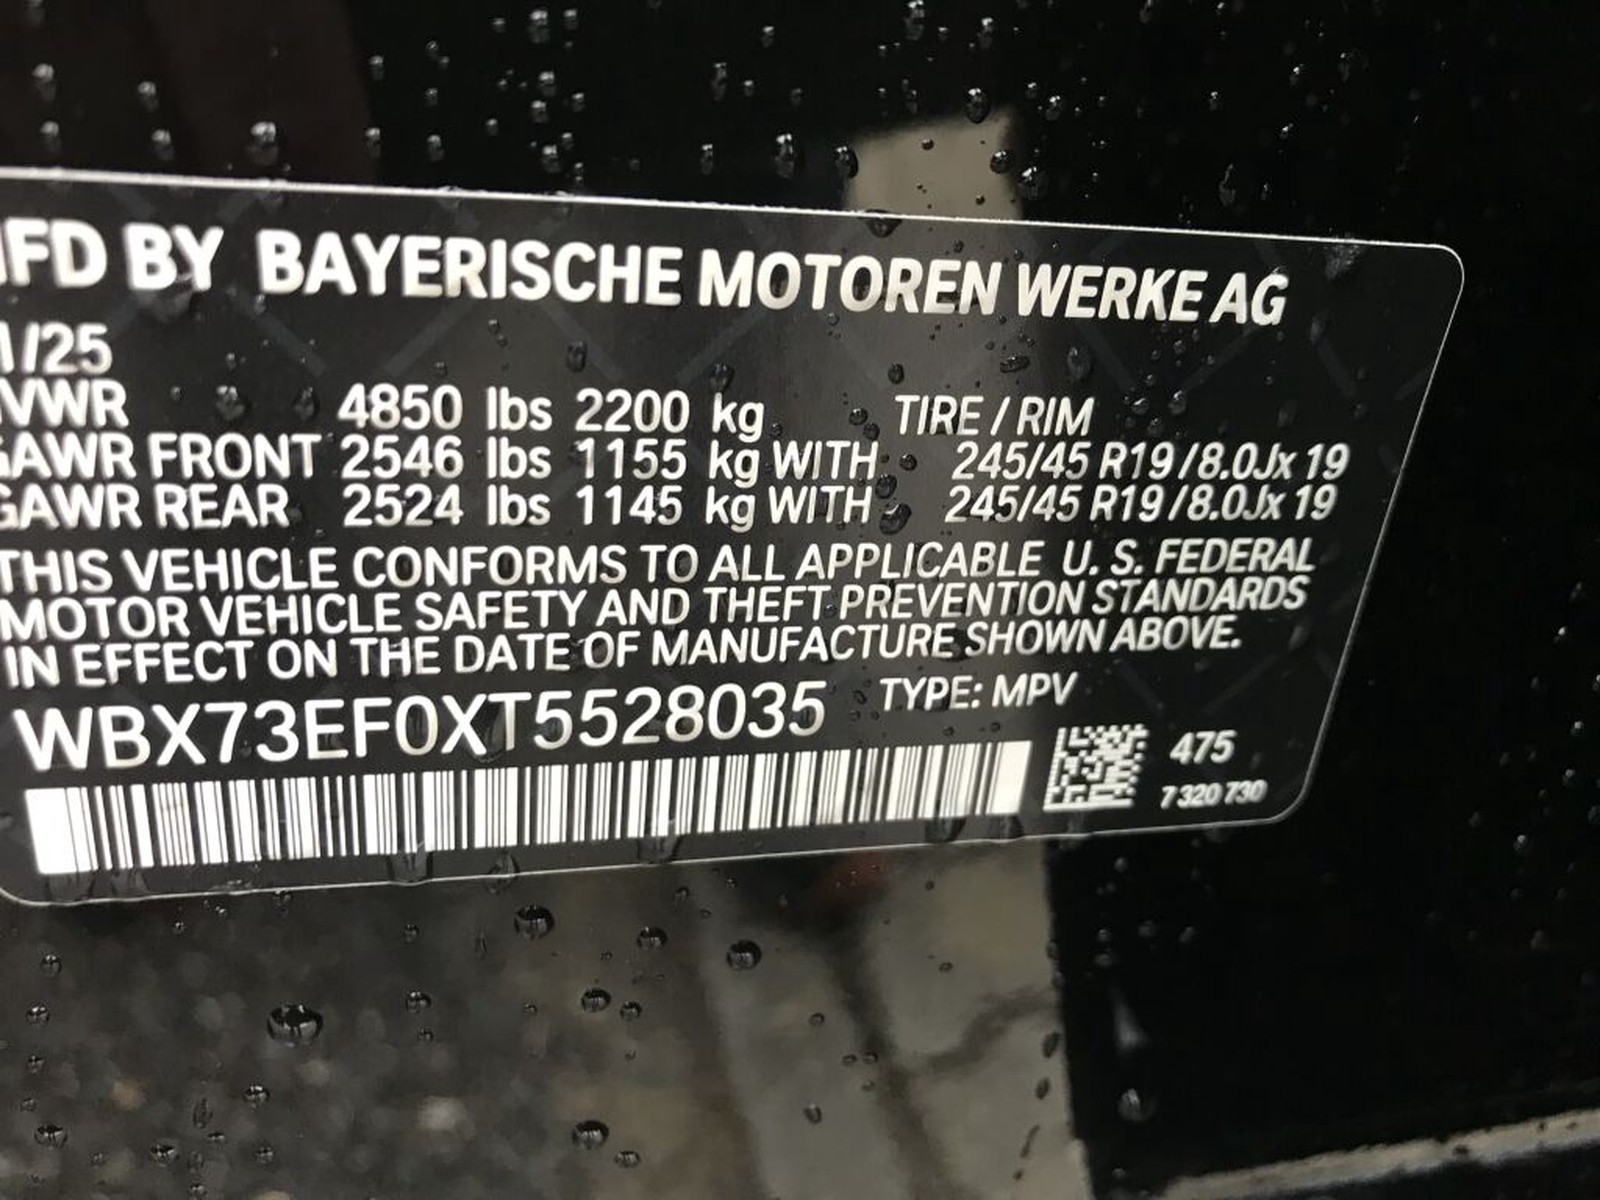 MFD BY BAYERISCHE MOTOREN WERKE AG
1/25
GVWR 4850 lbs 2200 kg TIRE / RIM
GAWR FRONT 2546 lbs 1155 kg WITH 245/45 R19 / 8.0Jx 19
GAWR REAR 2524 lbs 1145 kg WITH 245/45 R19 / 8.0Jx 19
THIS VEHICLE CONFORMS TO ALL APPLICABLE U. S. FEDERAL
MOTOR VEHICLE SAFETY AND THEFT PREVENTION STANDARDS
IN EFFECT ON THE DATE OF MANUFACTURE SHOWN ABOVE.
WBX73EF0XT5528035 TYPE: MPV
475
7 320 730